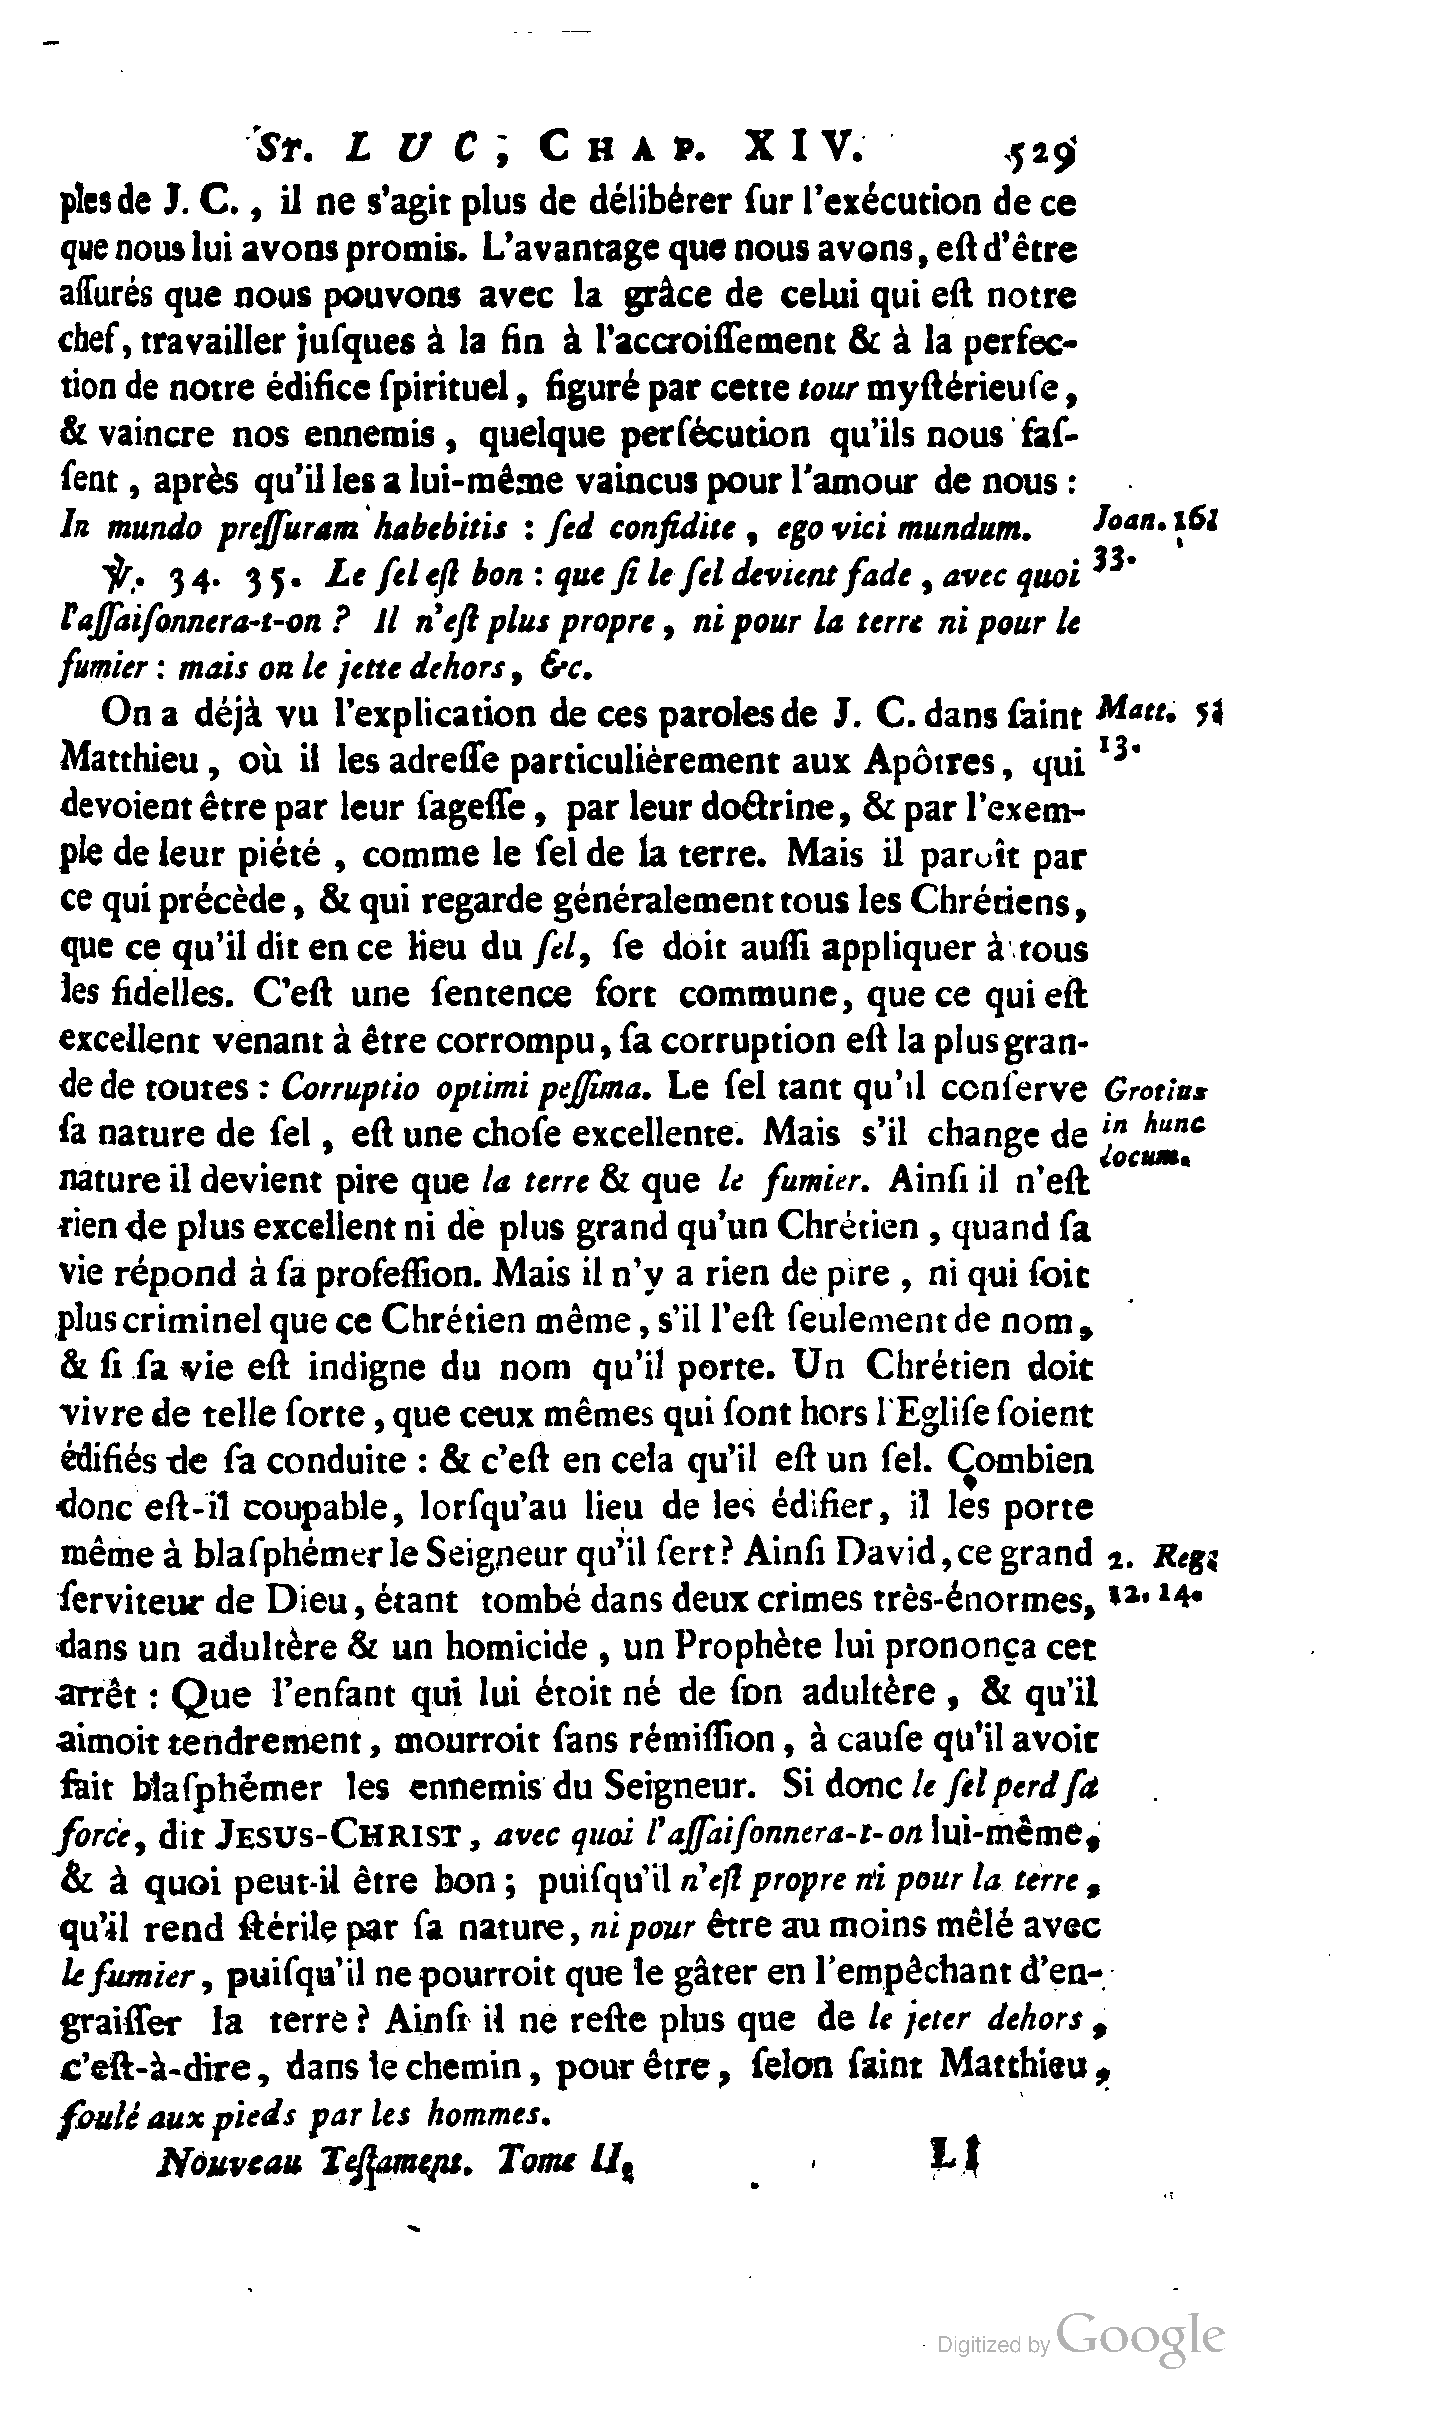 St. LUC, CHAP. XIV. 529
ples de J. C., il ne s'agit plus de délibérer ſur l'exécution de ce
que nous lui avons promis. L'avantage que nous avons, eſt d'être
aſſurés que nous pouvons avec la grâce de celui qui eſt notre
chef, travailler juſques à la fin à l'accroiſſement & à la perfec-
tion de notre édifice ſpirituel, figuré par cette tour myſtérieuſe,
& vaincre nos ennemis, quelque perſécution qu'ils nous faſ-
ſent, après qu'il les a lui-même vaincus pour l'amour de nous :
In mundo preſſuram habebitis : ſed confidite, ego vici mundum. Joan. 16.
℣. 34. 35. Le ſel eſt bon : que ſi le ſel devient fade, avec quoi 33.
l'aſſaiſonnera-t-on ? Il n'eſt plus propre, ni pour la terre ni pour le
fumier : mais on le jette dehors, &c.
On a déjà vu l'explication de ces paroles de J. C. dans ſaint Matt. 5.
Matthieu, où il les adreſſe particulièrement aux Apôtres, qui 13.
devoient être par leur ſageſſe, par leur doctrine, & par l'exem-
ple de leur piété, comme le ſel de la terre. Mais il paroît par
ce qui précède, & qui regarde généralement tous les Chrétiens,
que ce qu'il dit en ce lieu du ſel, ſe doit auſſi appliquer à tous
les fidelles. C'eſt une ſentence fort commune, que ce qui eſt
excellent venant à être corrompu, ſa corruption eſt la plus gran-
de de toutes : Corruptio optimi peſſima. Le ſel tant qu'il conſerve Grotius
ſa nature de ſel, eſt une choſe excellente. Mais s'il change de in hunc
nature il devient pire que la terre & que le fumier. Ainſi il n'eſt locum.
rien de plus excellent ni de plus grand qu'un Chrétien, quand ſa
vie répond à ſa profeſſion. Mais il n'y a rien de pire, ni qui ſoit
plus criminel que ce Chrétien même, s'il l'eſt ſeulement de nom,
& ſi ſa vie eſt indigne du nom qu'il porte. Un Chrétien doit
vivre de telle ſorte, que ceux mêmes qui ſont hors l'Egliſe ſoient
édifiés de ſa conduite : & c'eſt en cela qu'il eſt un ſel. Combien
donc eſt-il coupable, lorſqu'au lieu de les édifier, il les porte
même à blaſphémer le Seigneur qu'il ſert ? Ainſi David, ce grand 2. Reg.
ſerviteur de Dieu, étant tombé dans deux crimes très-énormes, 12. 14.
dans un adultère & un homicide, un Prophète lui prononça cet
arrêt : Que l'enfant qui lui étoit né de ſon adultère, & qu'il
aimoit tendrement, mourroit ſans rémiſſion, à cauſe qu'il avoit
fait blaſphémer les ennemis du Seigneur. Si donc le ſel perd ſa
force, dit JESUS-CHRIST, avec quoi l'aſſaiſonnera-t-on lui-même,
& à quoi peut-il être bon ; puiſqu'il n'eſt propre ni pour la terre,
qu'il rend ſtérile par ſa nature, ni pour être au moins mêlé avec
le fumier, puiſqu'il ne pourroit que le gâter en l'empêchant d'en-
graiſſer la terre ? Ainſi il ne reſte plus que de le jeter dehors,
c'eſt-à-dire, dans le chemin, pour être, ſelon ſaint Matthieu,
foulé aux pieds par les hommes.
Nouveau Teſtament. Tome II. Ll
Digitized by Google